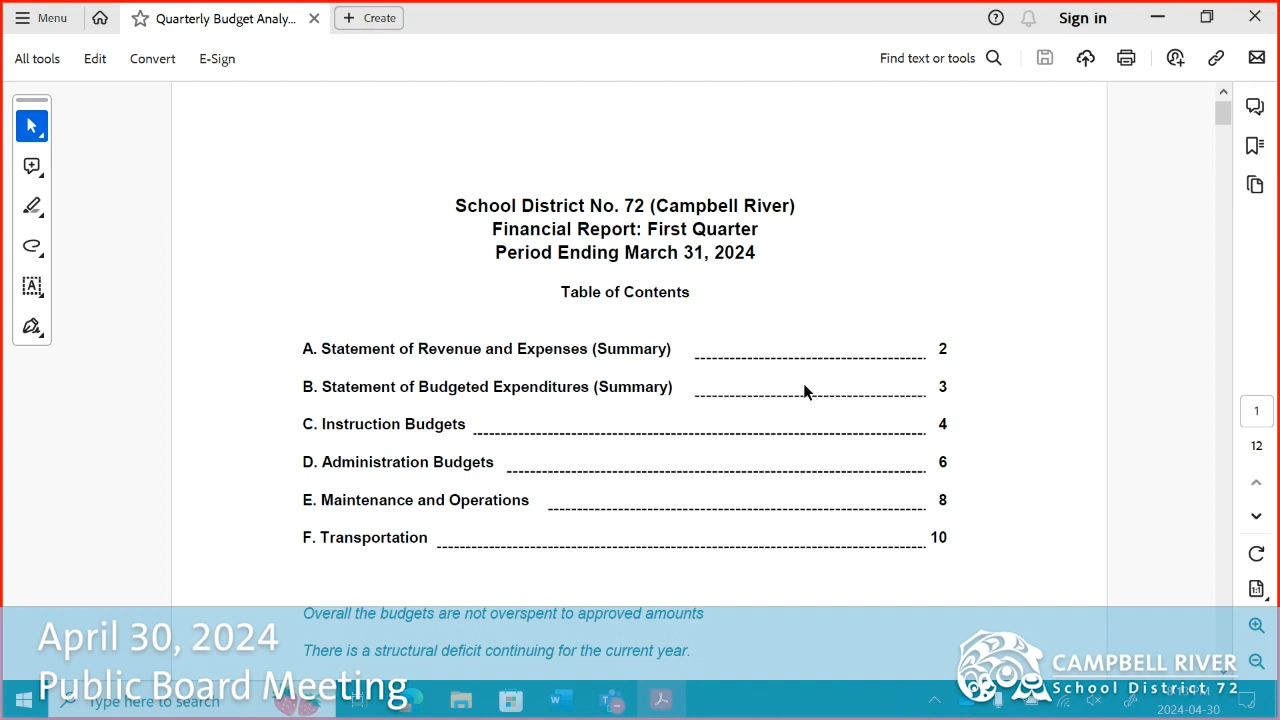 Menu
Quarterly Budget Analy...
Create
Sign in
All tools
Edit
Convert
E-Sign
Find text or tools
School District No. 72 (Campbell River)
Financial Report: First Quarter
Period Ending March 31, 2024
Table of Contents
A. Statement of Revenue and Expenses (Summary) 2
B. Statement of Budgeted Expenditures (Summary) 3
C. Instruction Budgets 4
D. Administration Budgets 6
E. Maintenance and Operations 8
F. Transportation 10
1
12
Overall the budgets are not overspent to approved amounts
There is a structural deficit continuing for the current year.
April 30, 2024
Public Board Meeting
CAMPBELL RIVER
School District 72
Type here to search
2024-04-30